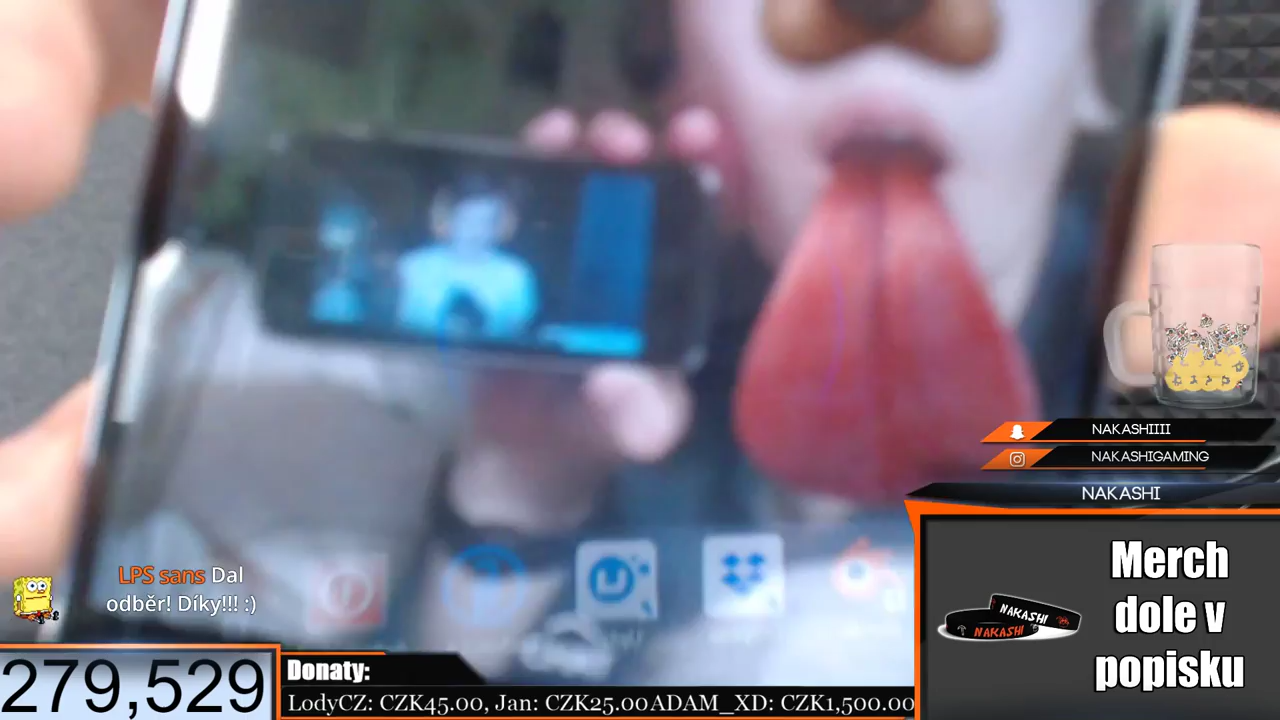 NAKASHIIII
NAKASHIGAMING
NAKASHI
Merch
dole v
popisku
NAKASHI
NAKASHI
LPS sans Dal
odběr! Díky!!! :)
279,529
Donaty:
LodyCZ: CZK45.00, Jan: CZK25.00ADAM_XD: CZK1,500.00